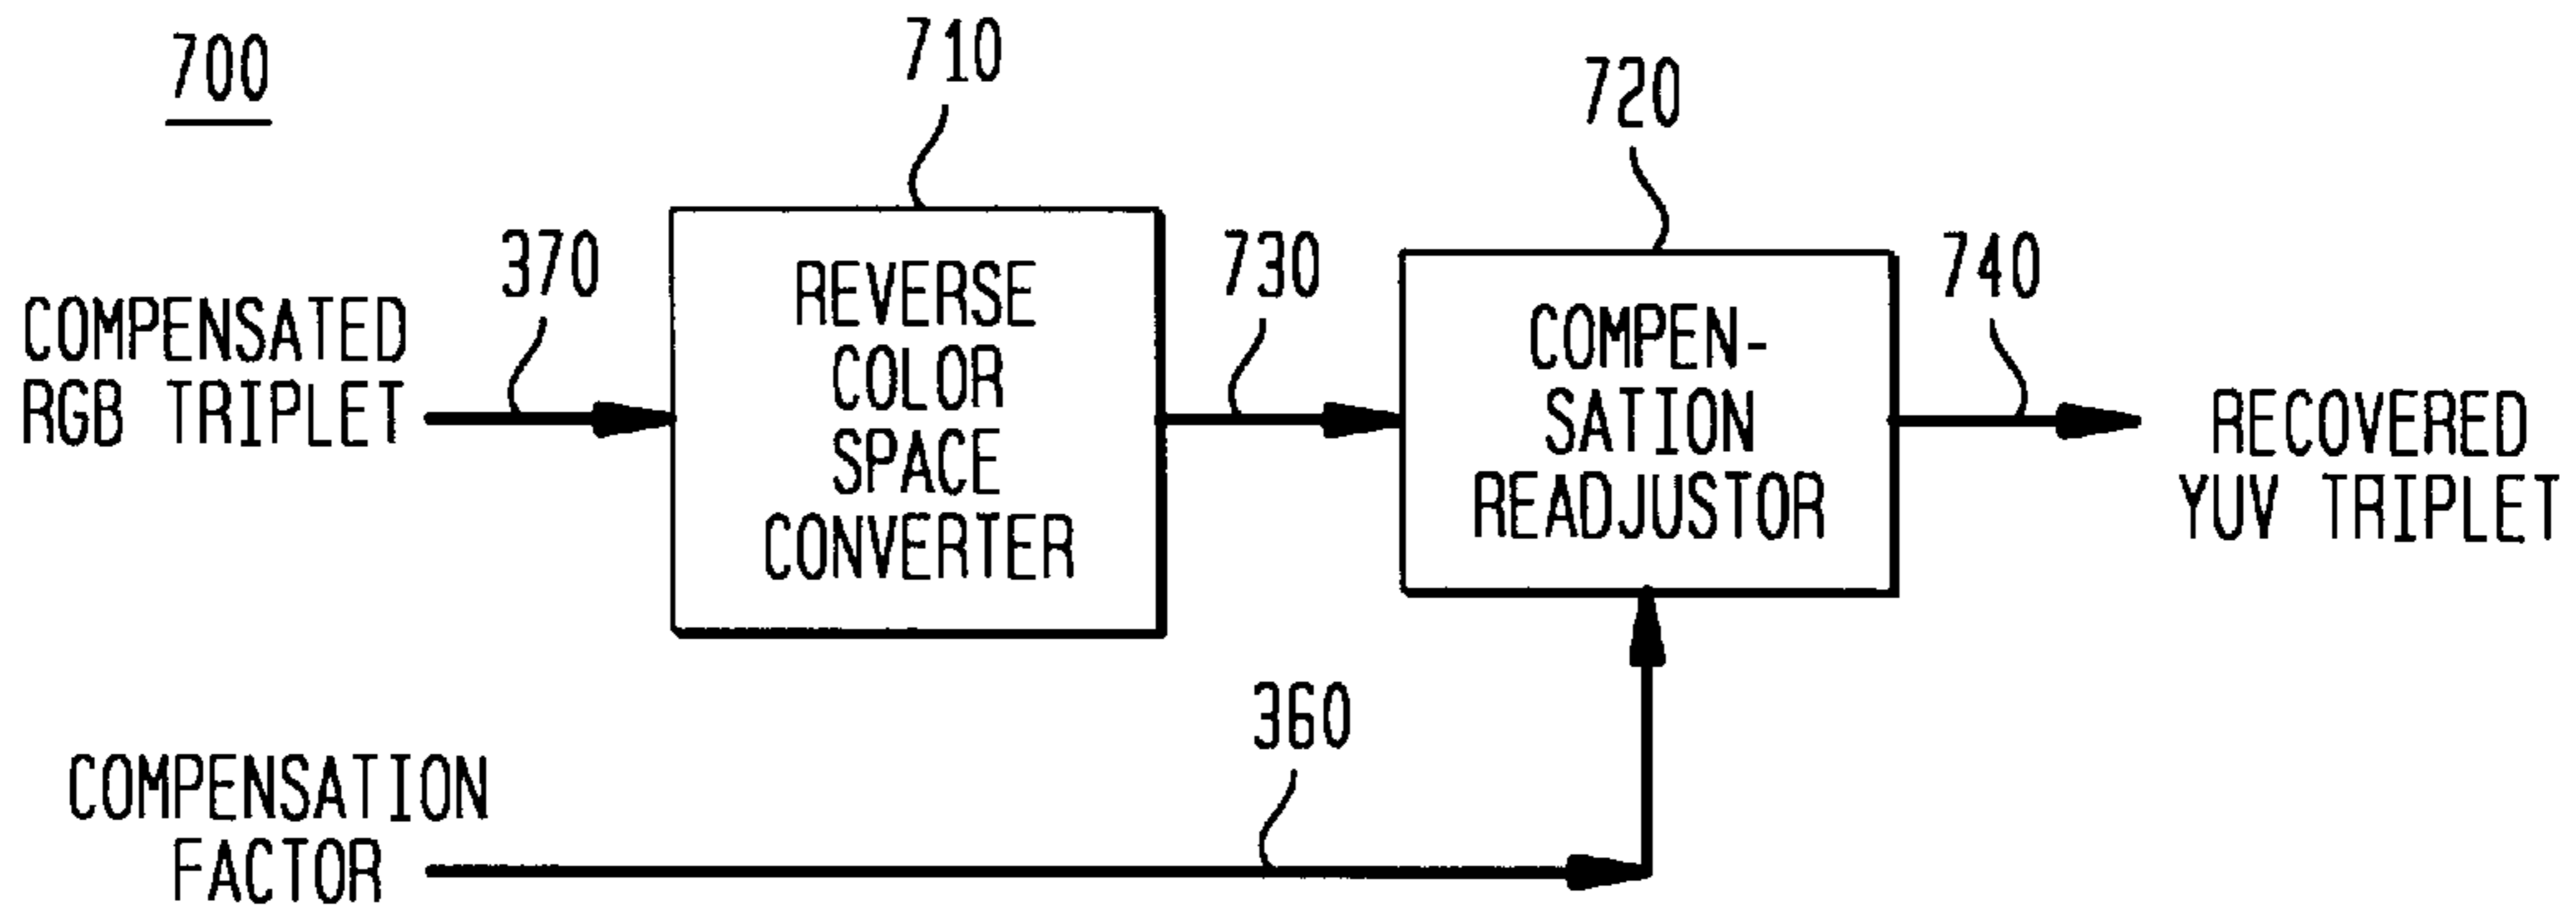 700
710
720
370
730
740
COMPENSATED
RGB TRIPLET
REVERSE
COLOR
SPACE
CONVERTER
COMPEN-
SATION
READJUSTOR
RECOVERED
YUV TRIPLET
360
COMPENSATION
FACTOR